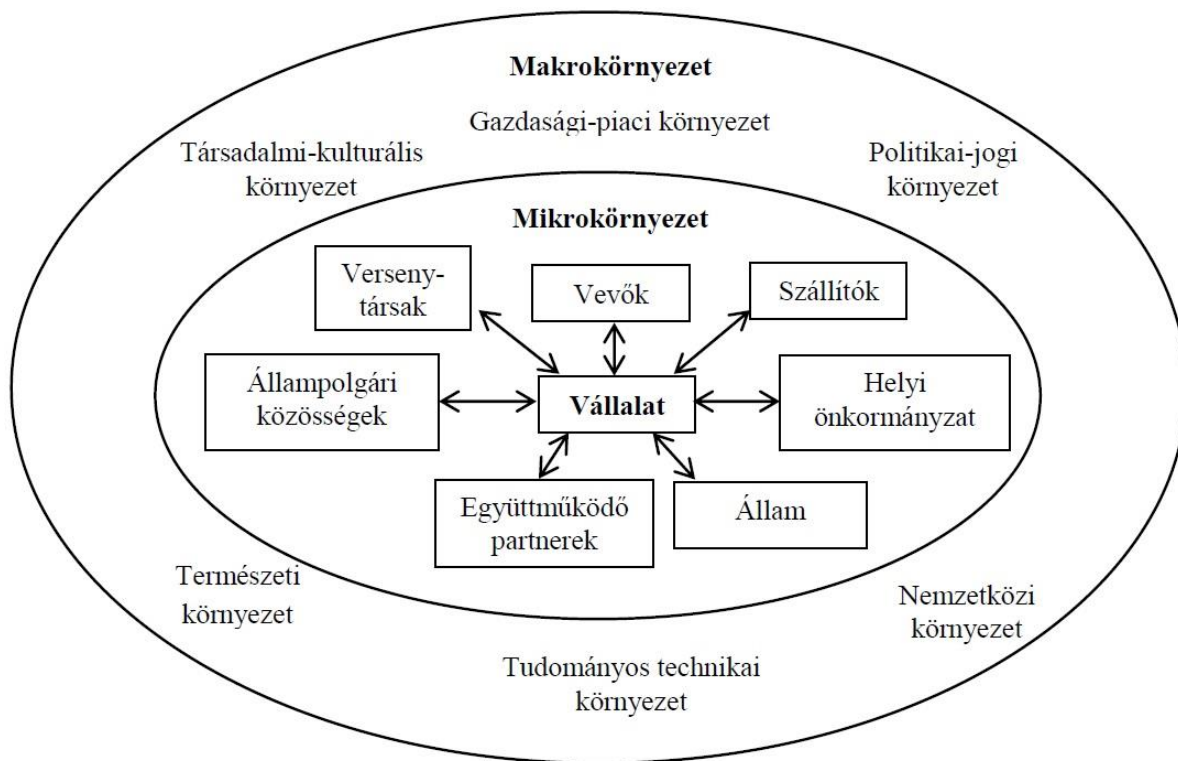 Makrokörnyezet
Gazdasági-piaci környezet
Társadalmi-kulturális
környezet
Politikai-jogi
környezet
Mikrokörnyezet
Verseny-
társak
Vevők
Szállítók
Állampolgári
közösségek
Vállalat
Helyi
önkormányzat
Együttműködő
partnerek
Állam
Természeti
környezet
Nemzetközi
környezet
Tudományos technikai
környezet